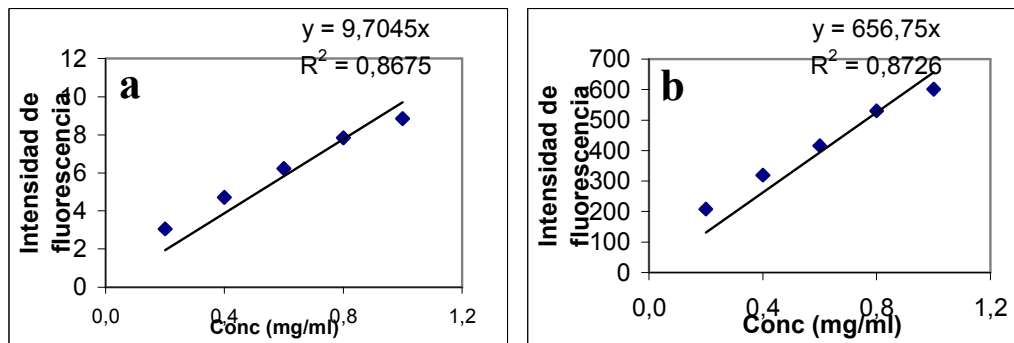 y = 9,7045x
R² = 0,8675
a
12
10
8
6
4
2
0
Intensidad de
fluorescencia
0,0 0,4 0,8 1,2
Conc (mg/ml)
y = 656,75x
R² = 0,8726
b
700
600
500
400
300
200
100
0
Intensidad de
fluorescencia
0,0 0,4 0,8 1,2
Conc (mg/ml)